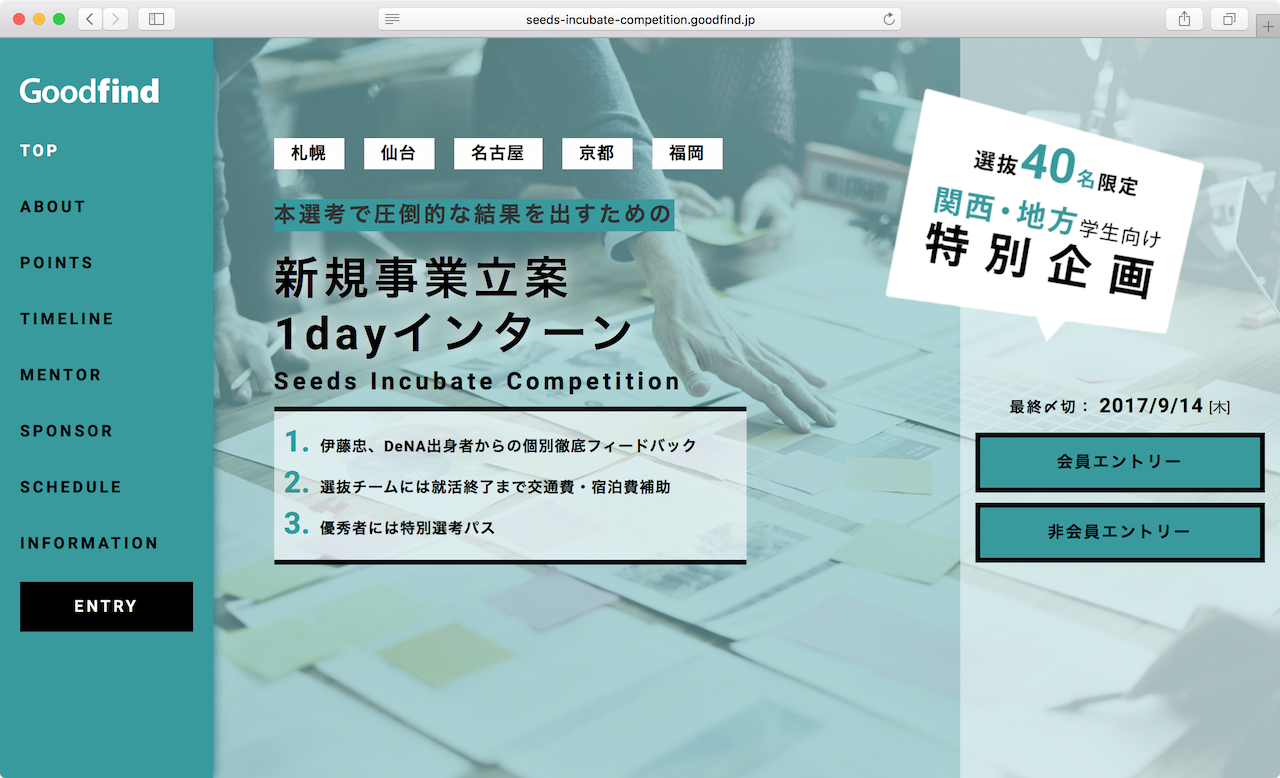 seeds-incubate-competition.goodfind.jp
Goodfind
TOP
ABOUT
POINTS
TIMELINE
MENTOR
SPONSOR
SCHEDULE
INFORMATION
ENTRY
札幌 仙台 名古屋 京都 福岡
本選考で圧倒的な結果を出すための
新規事業立案
1dayインターン
Seeds Incubate Competition
1. 伊藤忠、DeNA出身者からの個別徹底フィードバック
2. 選抜チームには就活終了まで交通費・宿泊費補助
3. 優秀者には特別選考パス
選抜40名限定
関西・地方学生向け
特別企画
最終〆切： 2017/9/14 [木]
会員エントリー
非会員エントリー